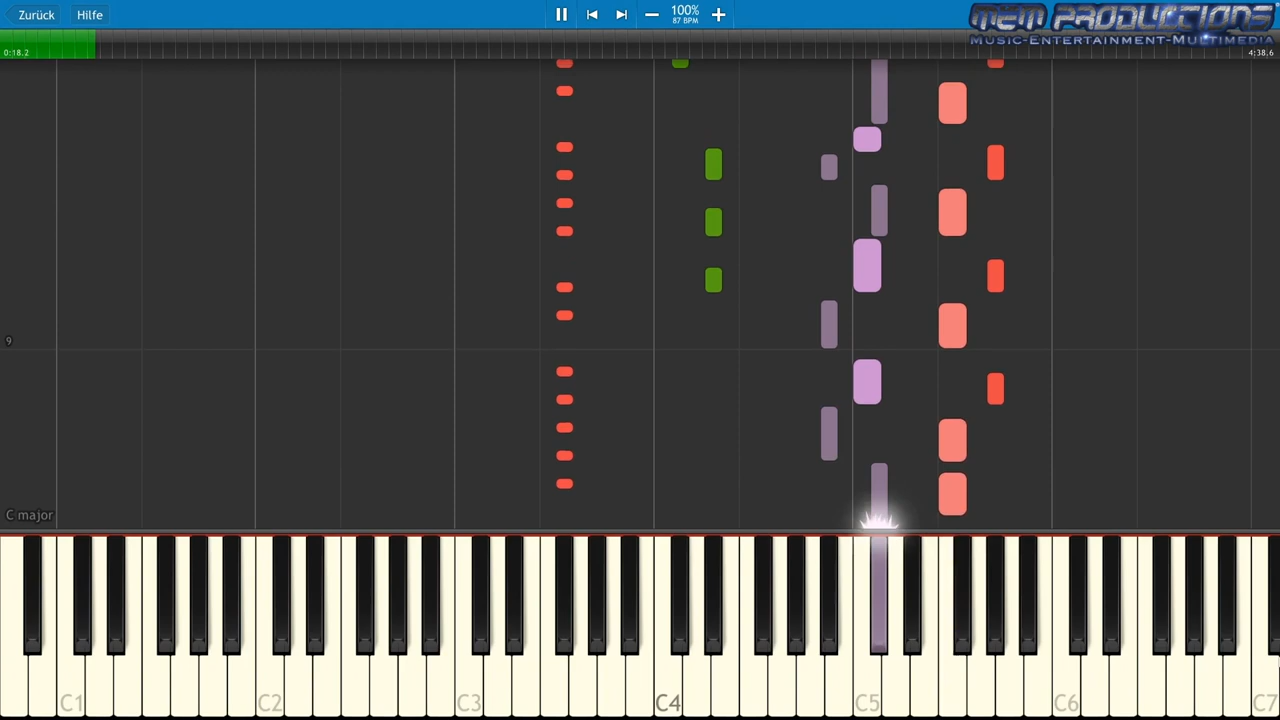 Zurück Hilfe 100% 87 BPM MEM PRODUCTIONS
MUSIC-ENTERTAINMENT-MULTIMEDIA
0:18.2 4:38,6
9
C major
C1 C2 C3 C4 C5 C6 C7